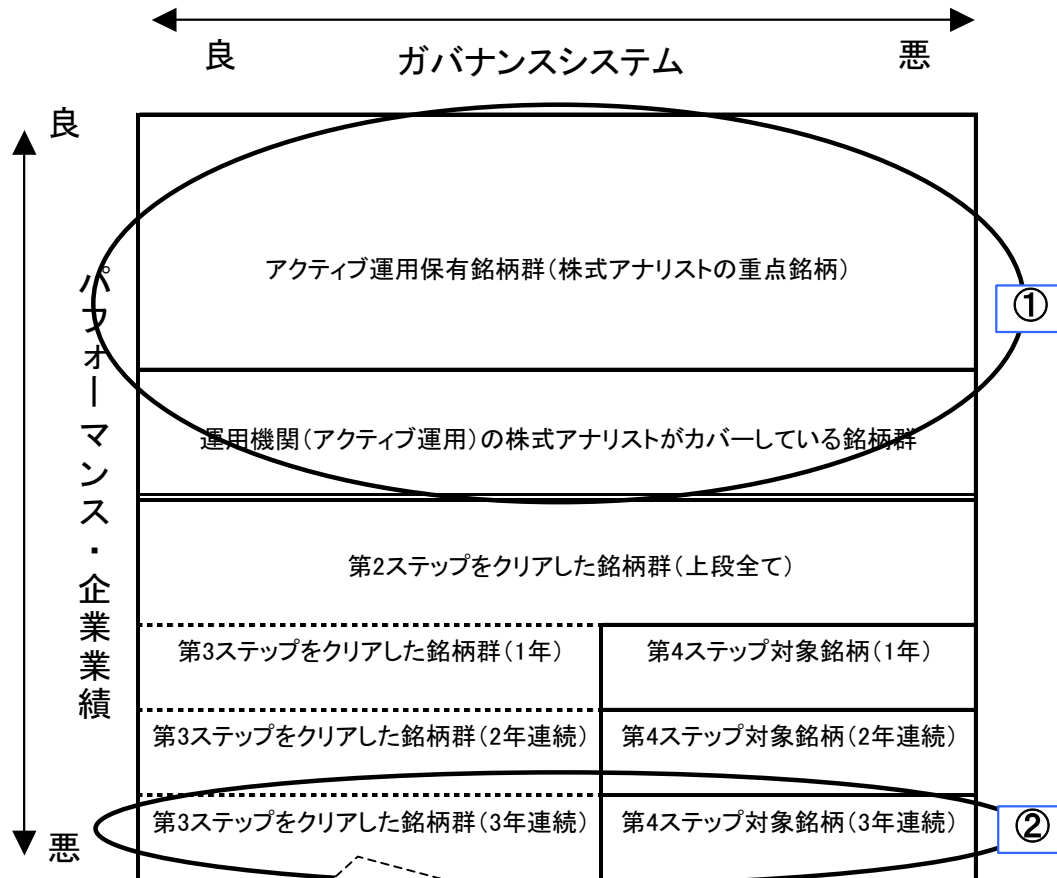 良 ガバナンスシステム 悪
良
パフォーマンス・企業業績
悪
アクティブ運用保有銘柄群(株式アナリストの重点銘柄)
①
運用機関(アクティブ運用)の株式アナリストがカバーしている銘柄群
第2ステップをクリアした銘柄群(上段全て)
第3ステップをクリアした銘柄群(1年) 第4ステップ対象銘柄(1年)
第3ステップをクリアした銘柄群(2年連続) 第4ステップ対象銘柄(2年連続)
第3ステップをクリアした銘柄群(3年連続) 第4ステップ対象銘柄(3年連続)
②